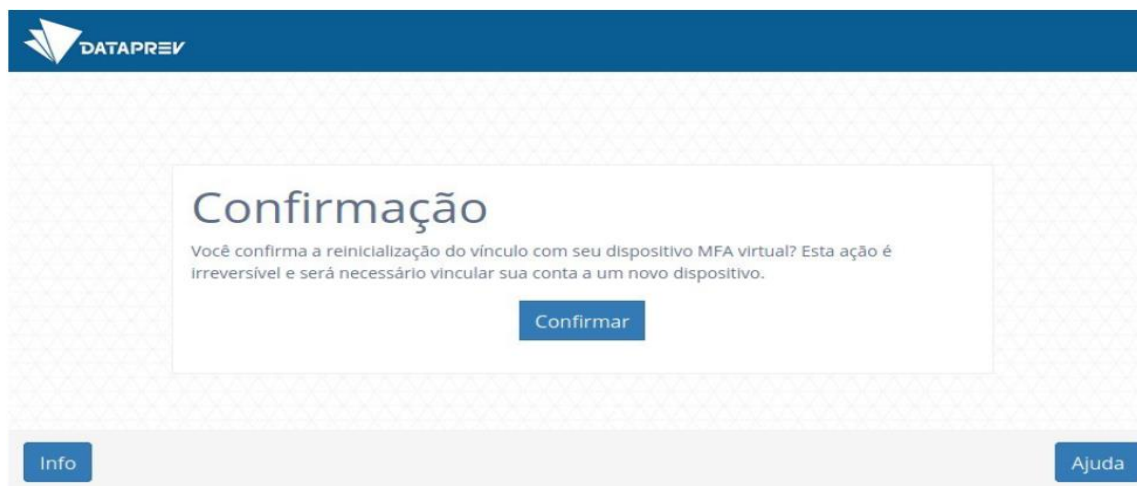 DATAPREV
Confirmação
Você confirma a reinicialização do vínculo com seu dispositivo MFA virtual? Esta ação é
irreversível e será necessário vincular sua conta a um novo dispositivo.
Confirmar
Info
Ajuda